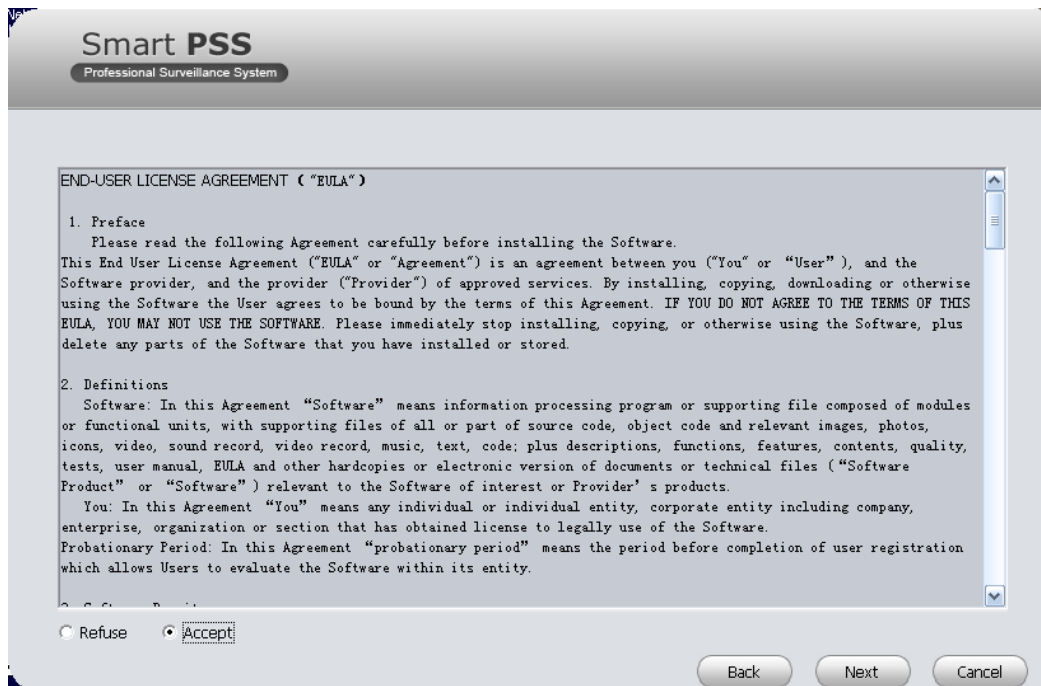 Smart PSS
Professional Surveillance System
END-USER LICENSE AGREEMENT ("EULA")
1. Preface
Please read the following Agreement carefully before installing the Software.
This End User License Agreement ("EULA" or "Agreement") is an agreement between you ("You" or “User”), and the
Software provider, and the provider ("Provider") of approved services. By installing, copying, downloading or otherwise
using the Software the User agrees to be bound by the terms of this Agreement. IF YOU DO NOT AGREE TO THE TERMS OF THIS
EULA, YOU MAY NOT USE THE SOFTWARE. Please immediately stop installing, copying, or otherwise using the Software, plus
delete any parts of the Software that you have installed or stored.
2. Definitions
Software: In this Agreement “Software” means information processing program or supporting file composed of modules
or functional units, with supporting files of all or part of source code, object code and relevant images, photos,
icons, video, sound record, video record, music, text, code; plus descriptions, functions, features, contents, quality,
tests, user manual, EULA and other hardcopies or electronic version of documents or technical files (“Software
Product” or “Software”) relevant to the Software of interest or Provider’s products.
You: In this Agreement “You” means any individual or individual entity, corporate entity including company,
enterprise, organization or section that has obtained license to legally use of the Software.
Probationary Period: In this Agreement “probationary period” means the period before completion of user registration
which allows Users to evaluate the Software within its entity.
Refuse Accept
Back Next Cancel